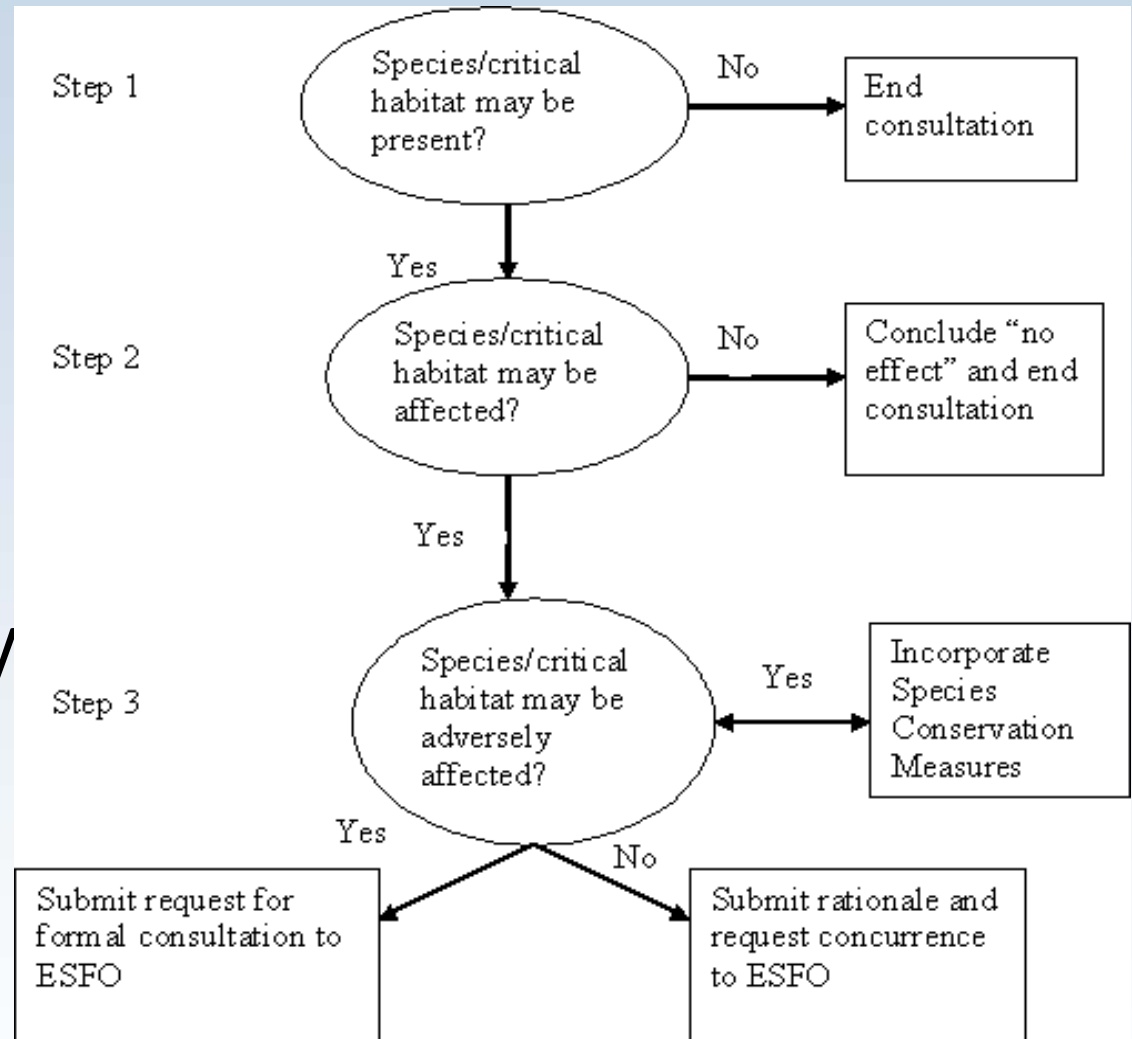 Step 1
Species/critical
habitat may be
present?
No
End
consultation
Yes
Step 2
Species/critical
habitat may be
affected?
No
Conclude “no
effect” and end
consultation
Yes
Step 3
Species/critical
habitat may be
adversely
affected?
Yes
Incorporate
Species
Conservation
Measures
Yes
No
Submit request for
formal consultation to
ESFO
Submit rationale and
request concurrence
to ESFO